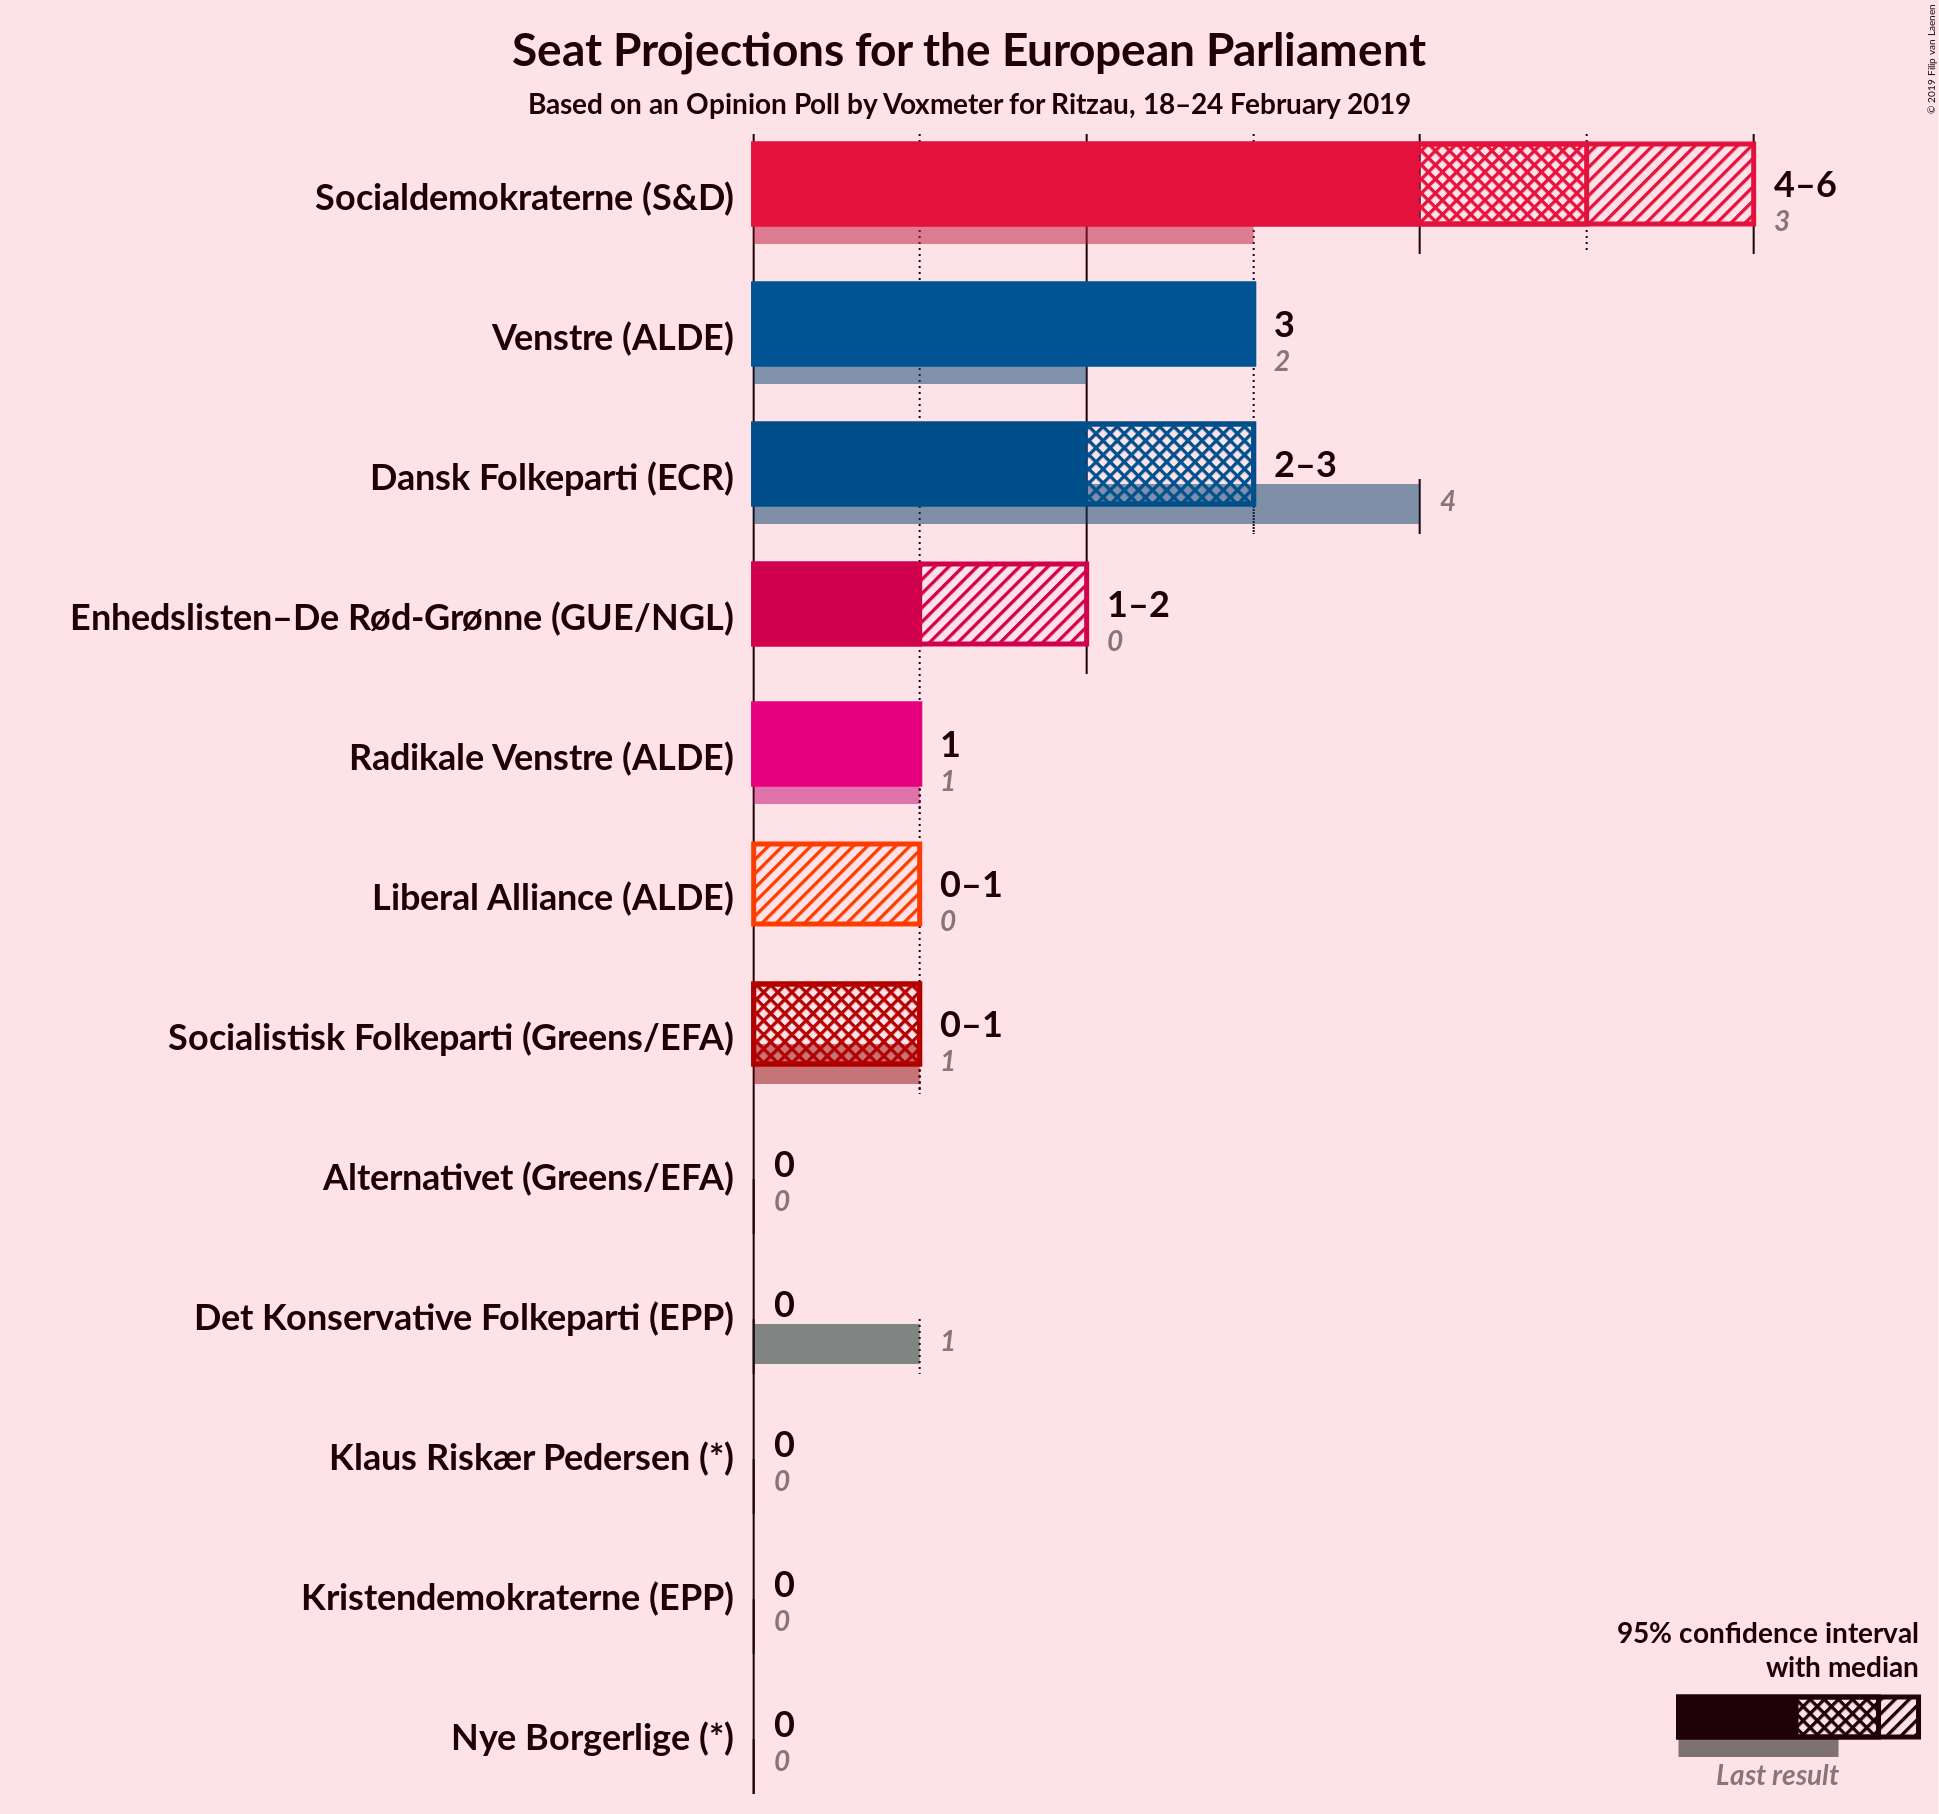 Seat Projections for the European Parliament
Based on an Opinion Poll by Voxmeter for Ritzau, 18–24 February 2019
© 2019 Filip van Laenen
Socialdemokraterne (S&D)
4–6
3
Venstre (ALDE)
3
2
Dansk Folkeparti (ECR)
2–3
4
Enhedslisten–De Rød-Grønne (GUE/NGL)
1–2
0
Radikale Venstre (ALDE)
1
1
Liberal Alliance (ALDE)
0–1
0
Socialistisk Folkeparti (Greens/EFA)
0–1
1
Alternativet (Greens/EFA)
0
0
Det Konservative Folkeparti (EPP)
0
1
Klaus Riskær Pedersen (*)
0
0
Kristendemokraterne (EPP)
0
0
Nye Borgerlige (*)
0
0
95% confidence interval
with median
Last result